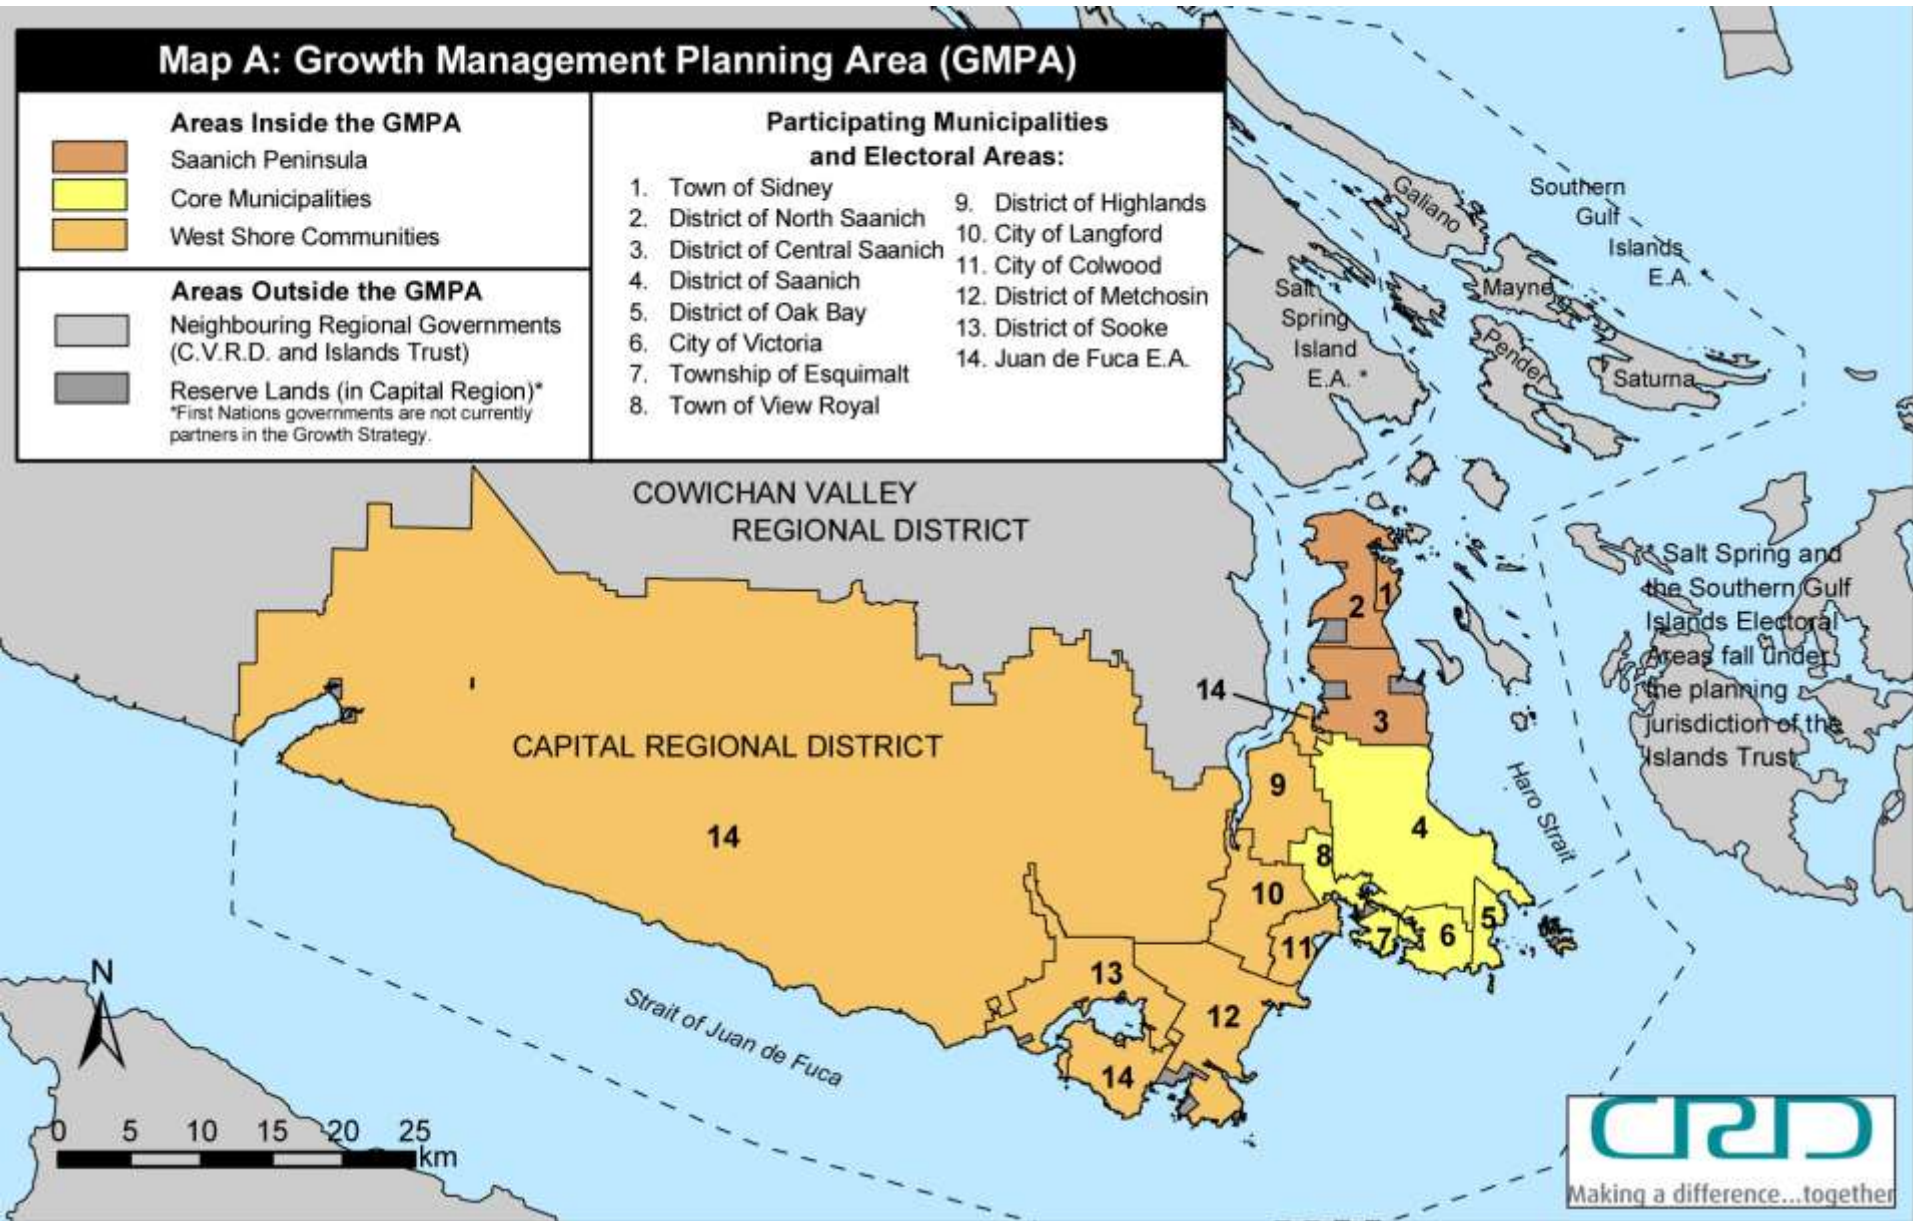 Map A: Growth Management Planning Area (GMPA)
Areas Inside the GMPA
Saanich Peninsula
Core Municipalities
West Shore Communities
Areas Outside the GMPA
Neighbouring Regional Governments
(C.V.R.D. and Islands Trust)
Reserve Lands (in Capital Region)*
*First Nations governments are not currently
partners in the Growth Strategy.
Participating Municipalities
and Electoral Areas:
1. Town of Sidney
2. District of North Saanich
3. District of Central Saanich
4. District of Saanich
5. District of Oak Bay
6. City of Victoria
7. Township of Esquimalt
8. Town of View Royal
9. District of Highlands
10. City of Langford
11. City of Colwood
12. District of Metchosin
13. District of Sooke
14. Juan de Fuca E.A.
Galiano
Southern
Gulf
Islands
E.A. *
Mayne
Salt
Spring
Island
E.A. *
Pender
Saturna
COWICHAN VALLEY
REGIONAL DISTRICT
* Salt Spring and
the Southern Gulf
Islands Electoral
Areas fall under
the planning
jurisdiction of the
Islands Trust.
1
2
14
3
CAPITAL REGIONAL DISTRICT
Haro Strait
9
4
14
8
10
5
6
7
11
13
12
14
N
Strait of Juan de Fuca
0 5 10 15 20 25
km
CRD
Making a difference...together